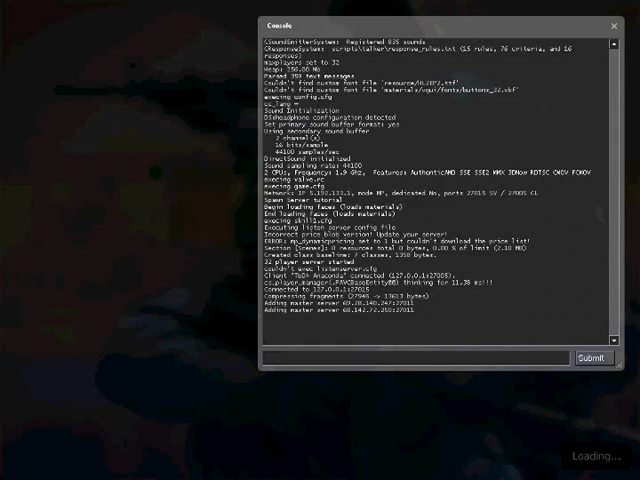 Console
CSoundEmitterSystem: Registered 835 sounds
CResponseSystem: scripts\talker\response_rules.txt (15 rules, 76 criteria, and 16
responses)
maxplayers set to 32
Heap: 256.00 Mb
Parsed 359 text messages
Couldn't find custom font file 'resource/HL2EP2.ttf'
Couldn't find custom font file 'materials/vgui/fonts/buttons_32.vbf'
execing config.cfg
cc_lang =
Sound Initialization
DS:headphone configuration detected
Set primary sound buffer format: yes
Using secondary sound buffer
2 channel(s)
16 bits/sample
44100 samples/sec
DirectSound initialized
Sound sampling rate: 44100
2 CPUs, Frequency: 1.9 Ghz, Features: AuthenticAMD SSE SSE2 MMX 3DNow RDTSC CMOV FCMOV
execing valve.rc
execing game.cfg
Network: IP 5.192.133.1, mode MP, dedicated No, ports 27015 SV / 27005 CL
Spawn Server tutorial
Begin loading faces (loads materials)
End loading faces (loads materials)
execing skill1.cfg
Executing listen server config file
Incorrect price blob version! Update your server!
ERROR: mp_dynamicpricing set to 1 but couldn't download the price list!
Section [Scenes]: 0 resources total 0 bytes, 0.00 % of limit (2.10 MB)
Created class baseline: 7 classes, 1358 bytes.
32 player server started
couldn't exec listenserver.cfg
Client "ToDA Anaconda" connected (127.0.0.1:27005).
cs_player_manager(.PAVCBaseEntity@@) thinking for 11.38 ms!!!
Connected to 127.0.0.1:27015
Compressing fragments (27946 -> 13613 bytes)
Adding master server 69.28.140.247:27011
Adding master server 68.142.72.250:27011
Submit
Loading...